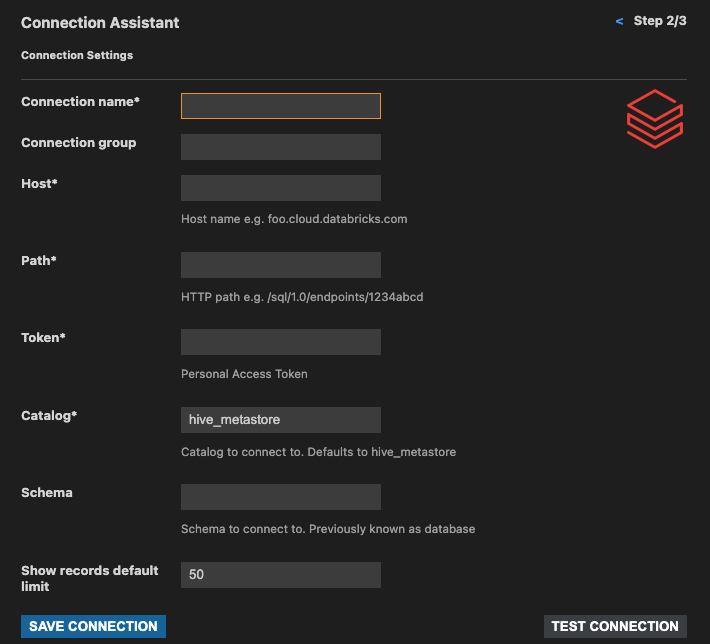 Connection Assistant
< Step 2/3
Connection Settings
Connection name*
Connection group
Host*
Host name e.g. foo.cloud.databricks.com
Path*
HTTP path e.g. /sql/1.0/endpoints/1234abcd
Token*
Personal Access Token
Catalog*
hive_metastore
Catalog to connect to. Defaults to hive_metastore
Schema
Schema to connect to. Previously known as database
Show records default
limit
50
SAVE CONNECTION
TEST CONNECTION